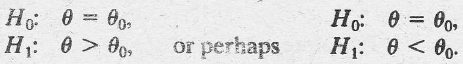 H₀: θ = θ₀, H₀: θ = θ₀,
H₁: θ > θ₀, or perhaps H₁: θ < θ₀.